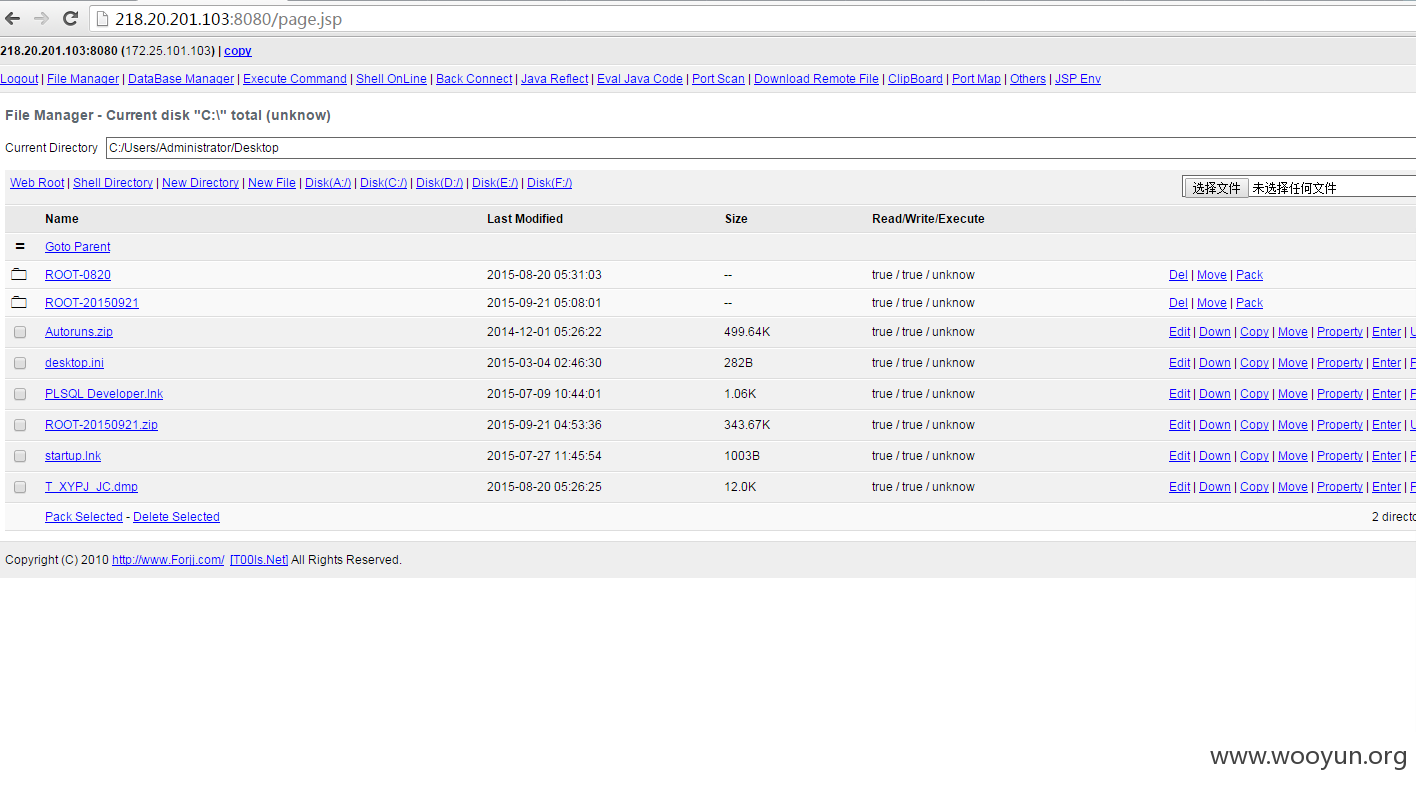 218.20.201.103:8080/page.jsp
218.20.201.103:8080 (172.25.101.103) | copy
Logout | File Manager | DataBase Manager | Execute Command | Shell OnLine | Back Connect | Java Reflect | Eval Java Code | Port Scan | Download Remote File | ClipBoard | Port Map | Others | JSP Env
File Manager - Current disk "C:\" total (unknow)
Current Directory C:/Users/Administrator/Desktop
Web Root | Shell Directory | New Directory | New File | Disk(A:/) | Disk(C:/) | Disk(D:/) | Disk(E:/) | Disk(F:/) 选择文件 未选择任何文件
Name Last Modified Size Read/Write/Execute
= Goto Parent
ROOT-0820 2015-08-20 05:31:03 -- true / true / unknow Del | Move | Pack
ROOT-20150921 2015-09-21 05:08:01 -- true / true / unknow Del | Move | Pack
Autoruns.zip 2014-12-01 05:26:22 499.64K true / true / unknow Edit | Down | Copy | Move | Property | Enter |
desktop.ini 2015-03-04 02:46:30 282B true / true / unknow Edit | Down | Copy | Move | Property | Enter |
PLSQL Developer.lnk 2015-07-09 10:44:01 1.06K true / true / unknow Edit | Down | Copy | Move | Property | Enter |
ROOT-20150921.zip 2015-09-21 04:53:36 343.67K true / true / unknow Edit | Down | Copy | Move | Property | Enter |
startup.lnk 2015-07-27 11:45:54 1003B true / true / unknow Edit | Down | Copy | Move | Property | Enter |
T_XYPJ_JC.dmp 2015-08-20 05:26:25 12.0K true / true / unknow Edit | Down | Copy | Move | Property | Enter |
Pack Selected - Delete Selected 2 directo
Copyright (C) 2010 http://www.Forjj.com/ [T00ls.Net] All Rights Reserved.
www.wooyun.org